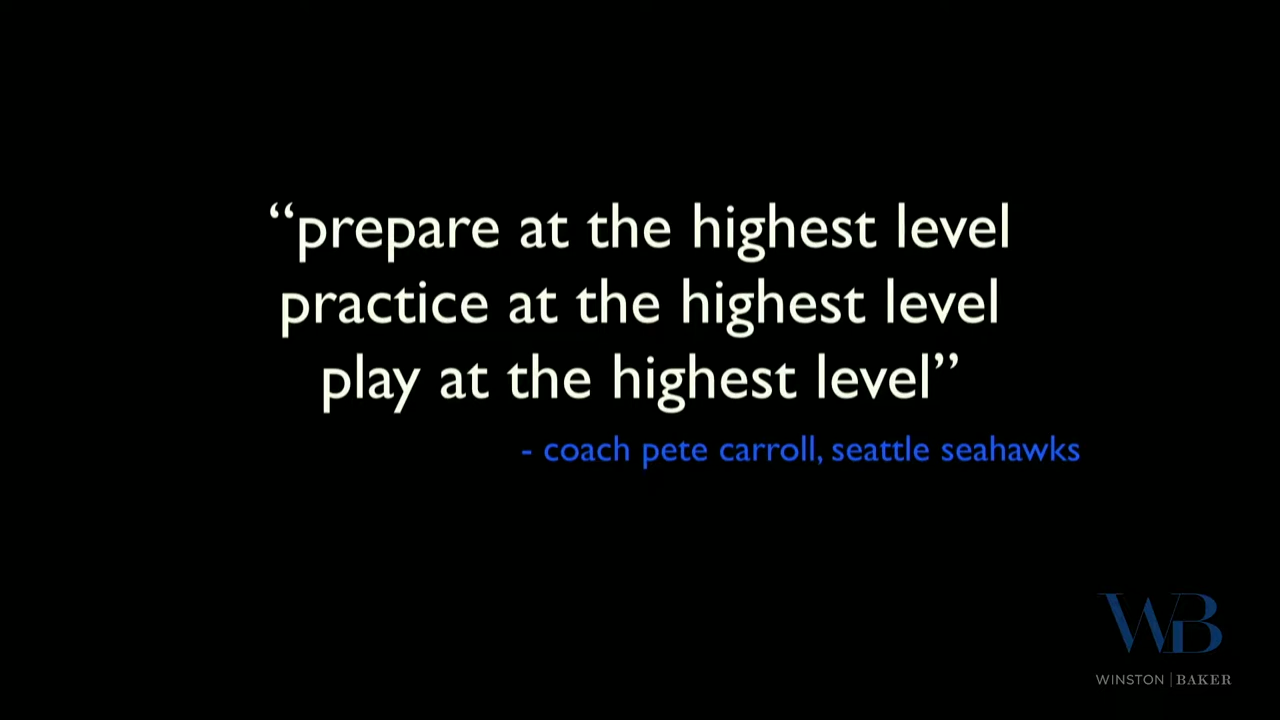 “prepare at the highest level
practice at the highest level
play at the highest level”
- coach pete carroll, seattle seahawks
WB
WINSTON | BAKER